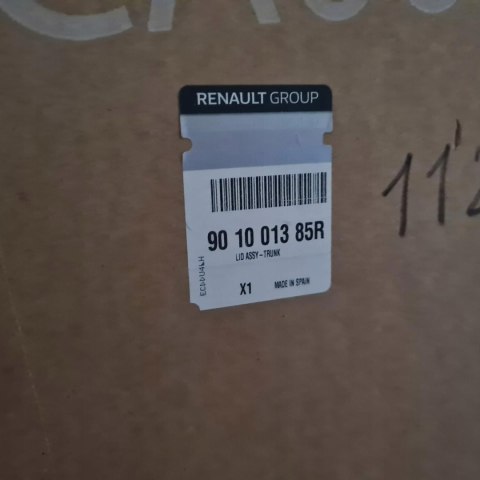 RENAULT GROUP
90 10 013 85R
LID ASSY-TRUNK
X1 MADE IN SPAIN